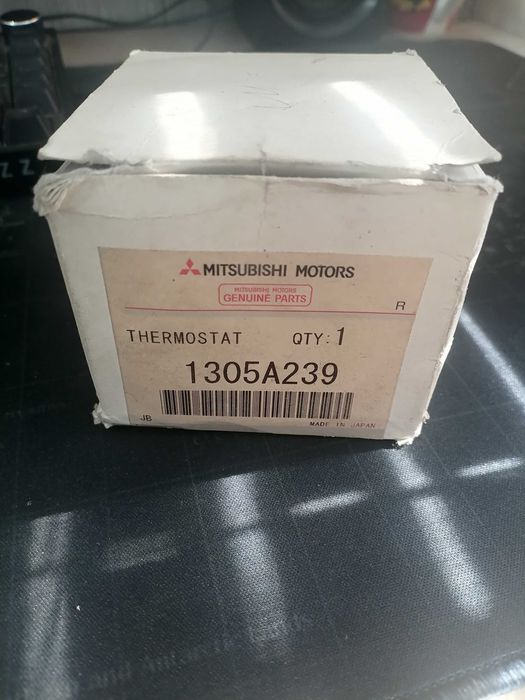 MITSUBISHI MOTORS
MITSUBISHI MOTORS
GENUINE PARTS
R
THERMOSTAT QTY: 1
1305A239
JB MADE IN JAPAN